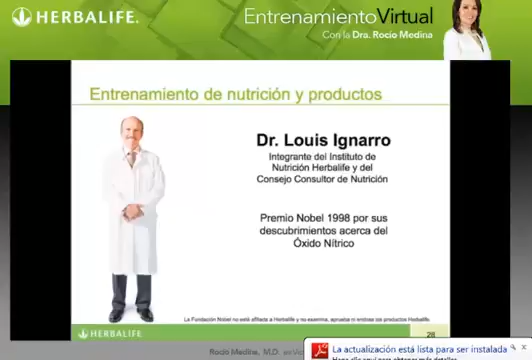 HERBALIFE.
EntrenamientoVirtual
Con la Dra. Rocío Medina
Entrenamiento de nutrición y productos
Dr. Louis Ignarro
Integrante del Instituto de
Nutrición Herbalife y del
Consejo Consultor de Nutrición
Premio Nobel 1998 por sus
descubrimientos acerca del
Óxido Nítrico
La Fundación Nobel no está afiliada a Herbalife y no examina, aprueba ni endosa los productos Herbalife.
HERBALIFE
28
Rocío Medina, M.D. es
La actualización está lista para ser instalada